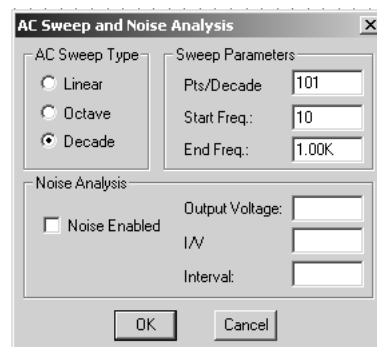 AC Sweep and Noise Analysis
AC Sweep Type
Linear
Octave
Decade
Sweep Parameters
Pts/Decade 101
Start Freq.: 10
End Freq.: 1.00K
Noise Analysis
Noise Enabled
Output Voltage:
I/V
Interval:
OK Cancel